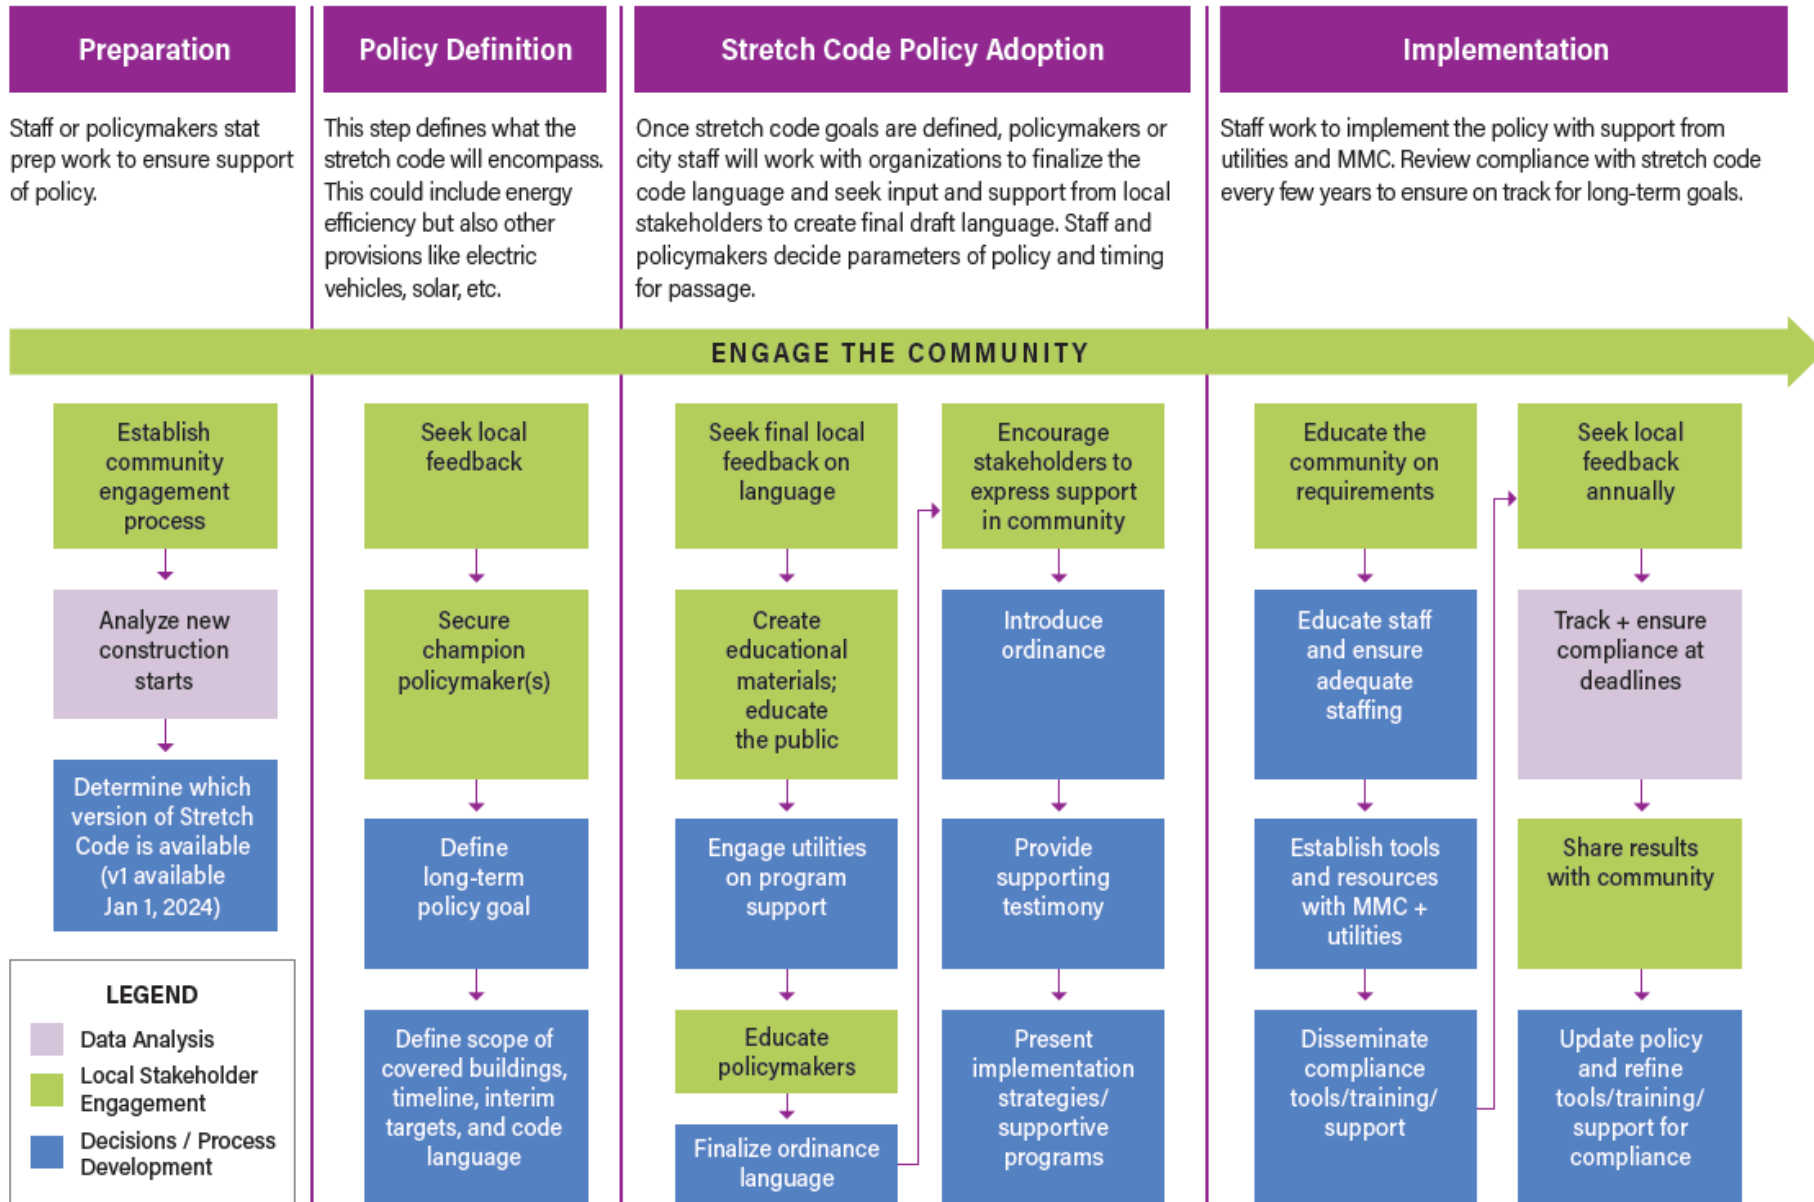 Preparation
Staff or policymakers stat
prep work to ensure support
of policy.
Policy Definition
This step defines what the
stretch code will encompass.
This could include energy
efficiency but also other
provisions like electric
vehicles, solar, etc.
Stretch Code Policy Adoption
Once stretch code goals are defined, policymakers or
city staff will work with organizations to finalize the
code language and seek input and support from local
stakeholders to create final draft language. Staff and
policymakers decide parameters of policy and timing
for passage.
Implementation
Staff work to implement the policy with support from
utilities and MMC. Review compliance with stretch code
every few years to ensure on track for long-term goals.
ENGAGE THE COMMUNITY
Establish
community
engagement
process
Analyze new
construction
starts
Determine which
version of Stretch
Code is available
(v1 available
Jan 1, 2024)
Seek local
feedback
Secure
champion
policymaker(s)
Define
long-term
policy goal
Define scope of
covered buildings,
timeline, interim
targets, and code
language
Seek final local
feedback on
language
Create
educational
materials;
educate
the public
Engage utilities
on program
support
Educate
policymakers
Finalize ordinance
language
Encourage
stakeholders to
express support
in community
Introduce
ordinance
Provide
supporting
testimony
Present
implementation
strategies/
supportive
programs
Educate the
community on
requirements
Educate staff
and ensure
adequate
staffing
Establish tools
and resources
with MMC +
utilities
Disseminate
compliance
tools/training/
support
Seek local
feedback
annually
Track + ensure
compliance at
deadlines
Share results
with community
Update policy
and refine
tools/training/
support for
compliance
LEGEND
Data Analysis
Local Stakeholder
Engagement
Decisions / Process
Development